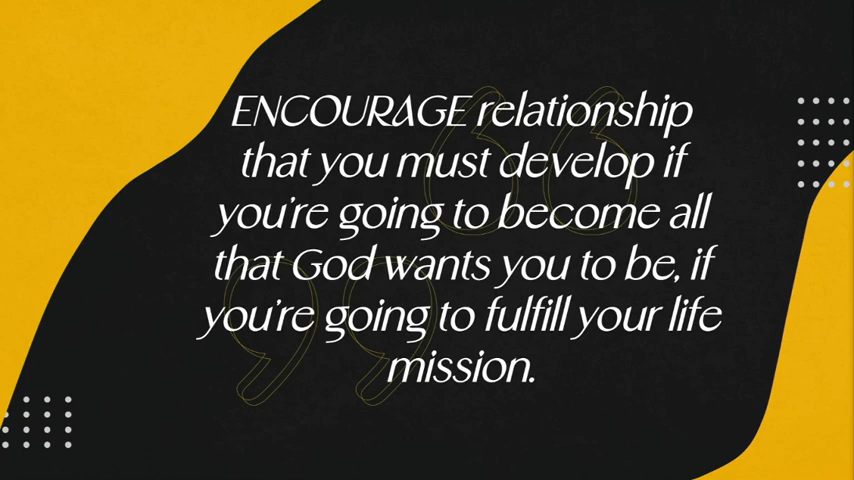 ENCOURAGE relationship
that you must develop if
you're going to become all
that God wants you to be, if
you're going to fulfill your life
mission.